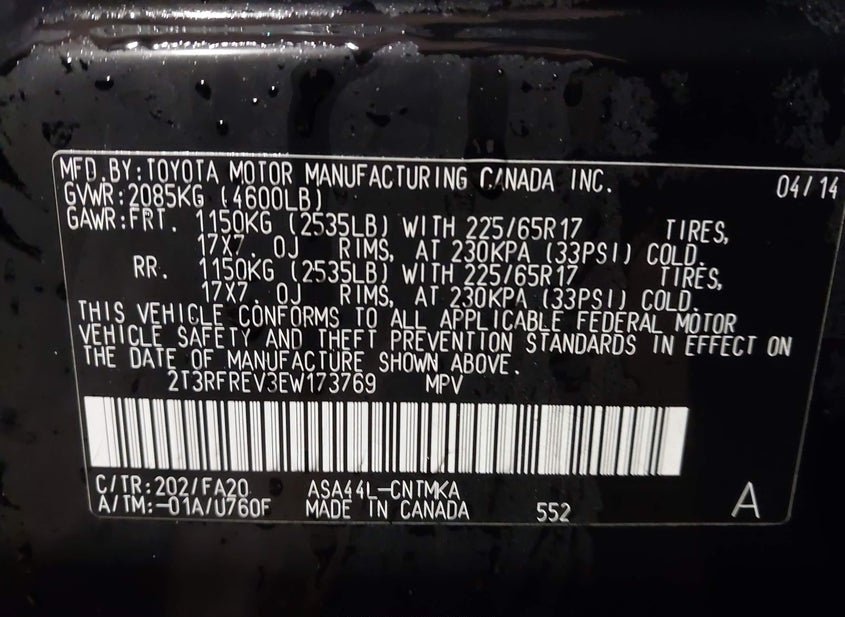 MFD.BY:TOYOTA MOTOR MANUFACTURING CANADA INC. 04/14
GVWR:2085KG (4600LB)
GAWR:FRT. 1150KG (2535LB) WITH 225/65R17 TIRES,
17X7.0J RIMS, AT 230KPA (33PSI) COLD.
RR. 1150KG (2535LB) WITH 225/65R17 TIRES,
17X7.0J RIMS, AT 230KPA (33PSI) COLD.
THIS VEHICLE CONFORMS TO ALL APPLICABLE FEDERAL MOTOR
VEHICLE SAFETY AND THEFT PREVENTION STANDARDS IN EFFECT ON
THE DATE OF MANUFACTURE SHOWN ABOVE.
2T3RFREV3EW173769 MPV
C/TR:202/FA20 ASA44L-CNTMKA
A/TM:-01A/U760F MADE IN CANADA 552 A